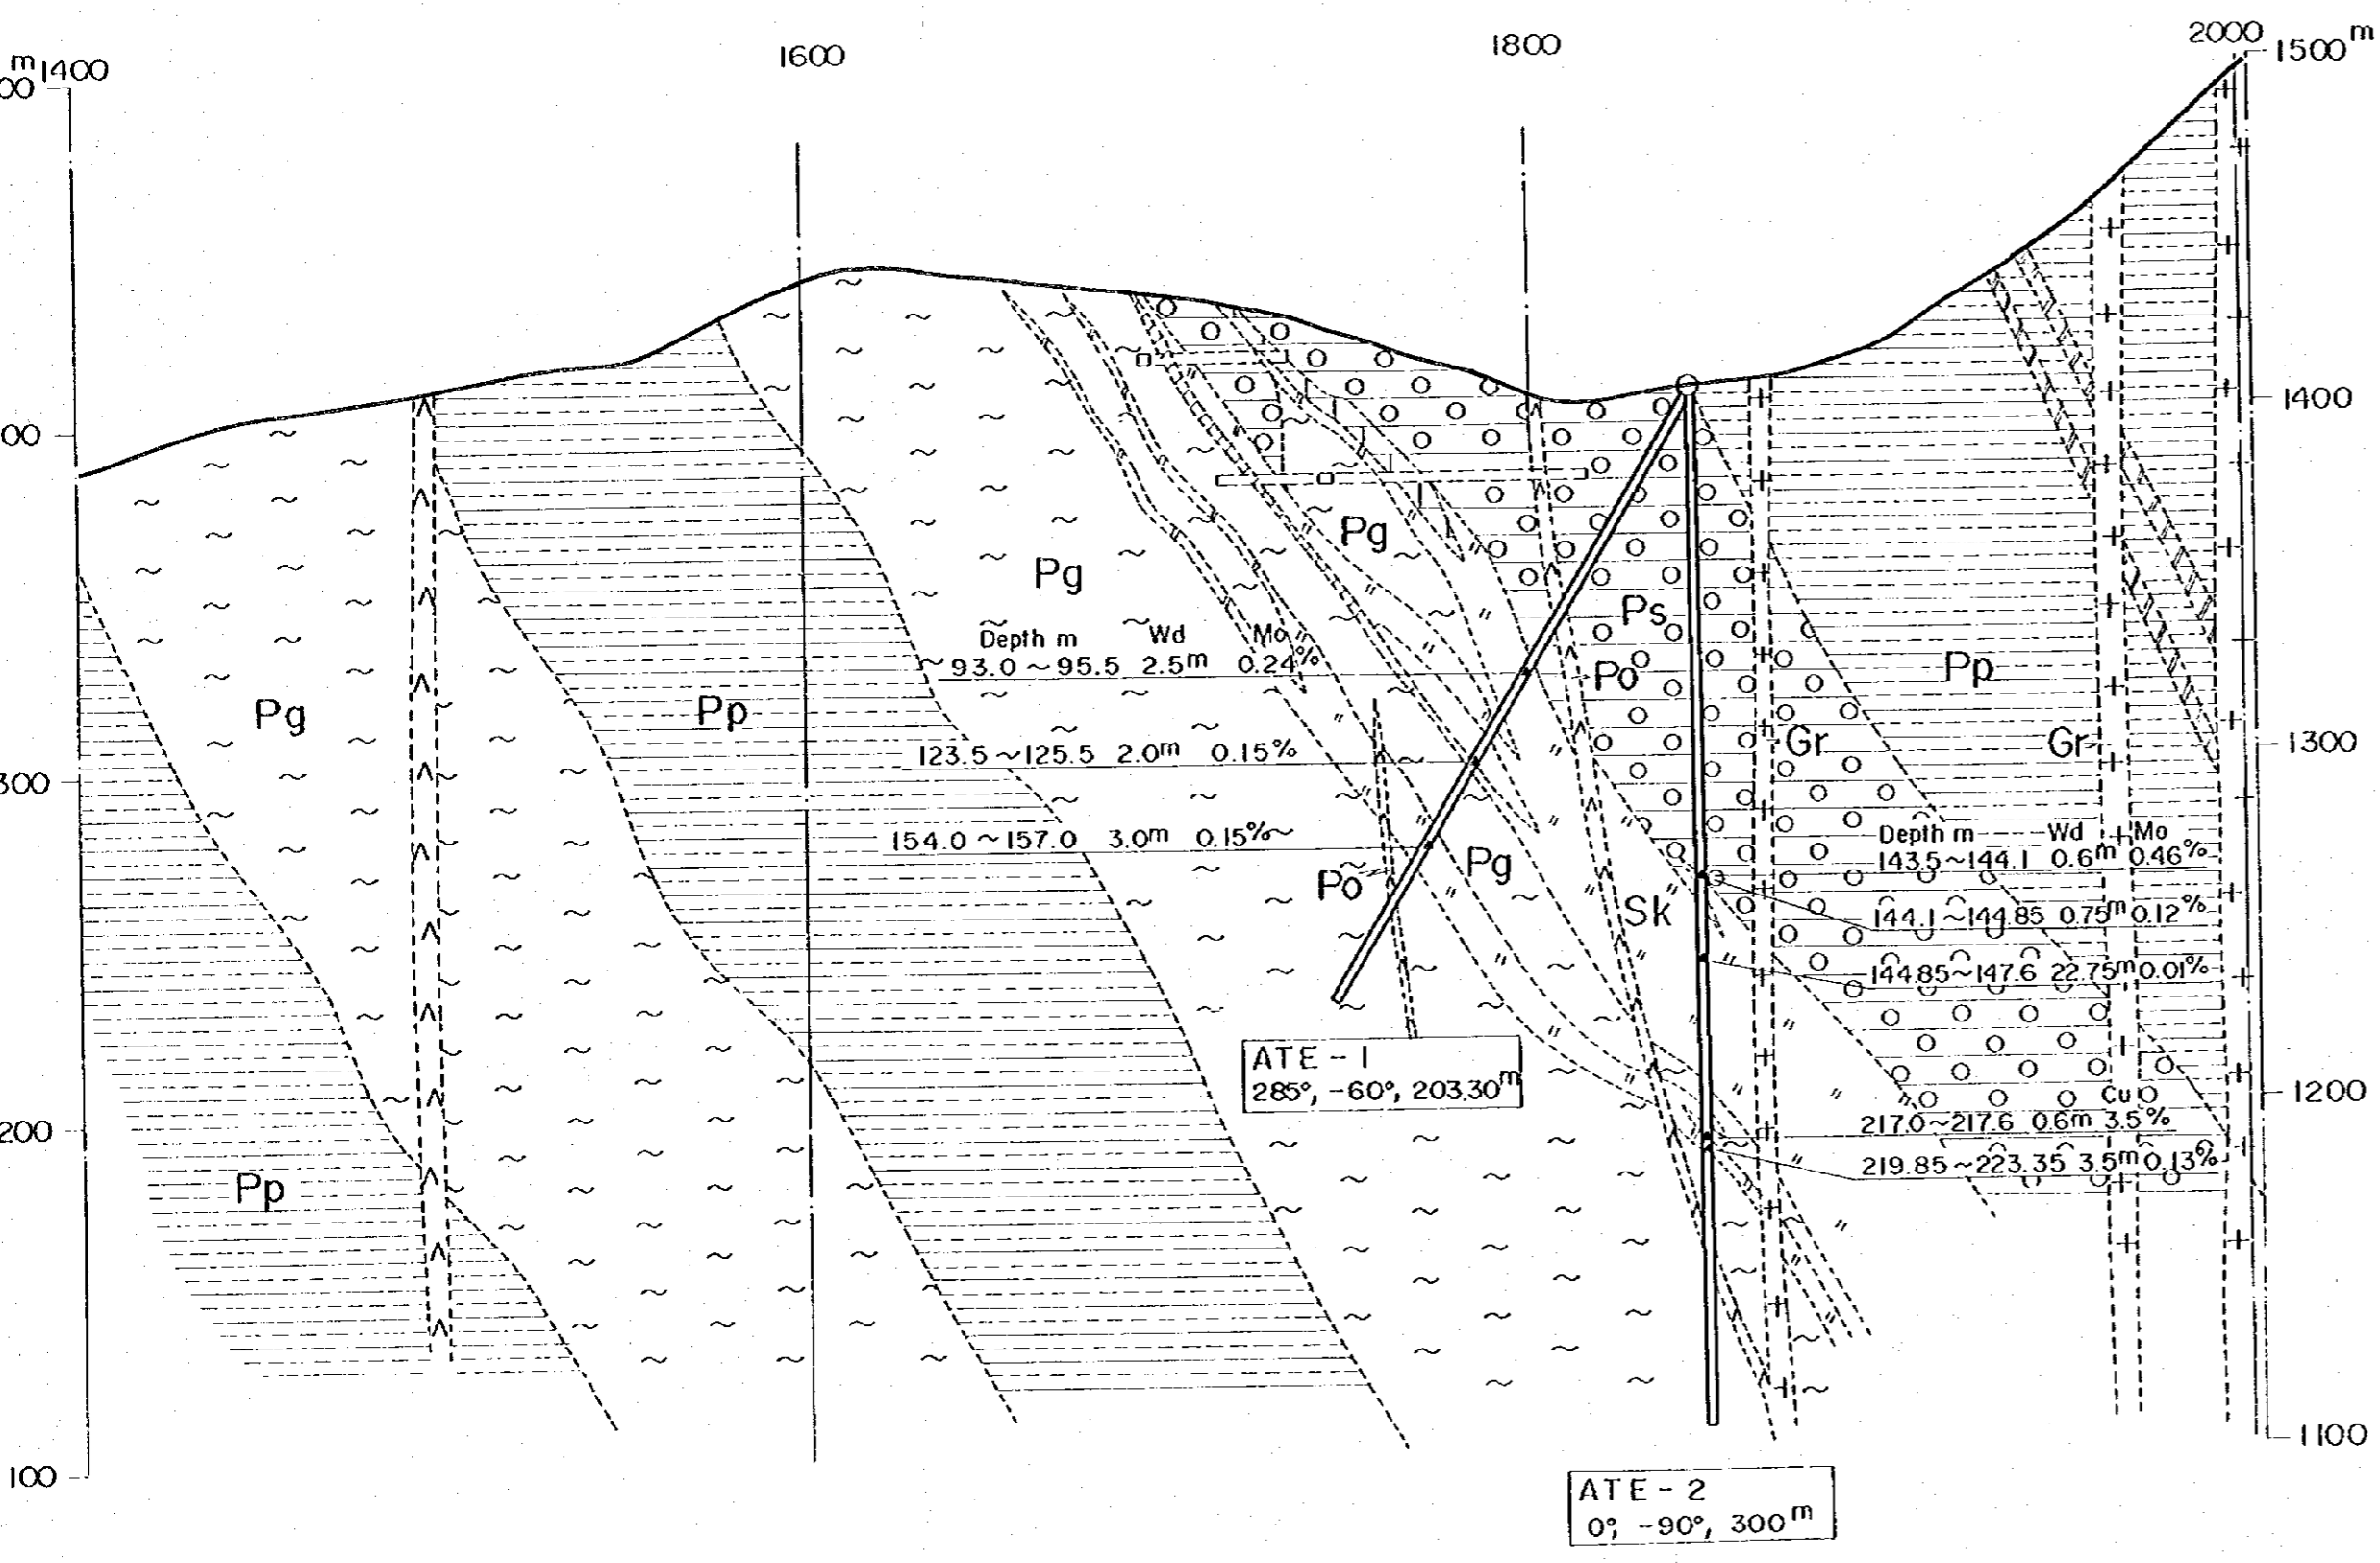 m 1400
1600
1800
2000
1500 m
00
00
1400
Pg
Pg
Ps
Depth m Wd Mo
93.0~95.5 2.5m 0.24%
Po
Pp
Pg
Pp
123.5~125.5 2.0m 0.15%
Gr
Gr
1300
300
154.0~157.0 3.0m 0.15%
Po
Pg
Sk
Depth m Wd Mo
143.5~144.1 0.6m 0.46%
144.1~144.85 0.75m 0.12%
144.85~147.6 22.75m 0.01%
ATE-1
285°, -60°, 203.30m
Cu
217.0~217.6 0.6m 3.5%
219.85~223.35 3.5m 0.13%
1200
200
Pp
100
1100
ATE-2
0°, -90°, 300m